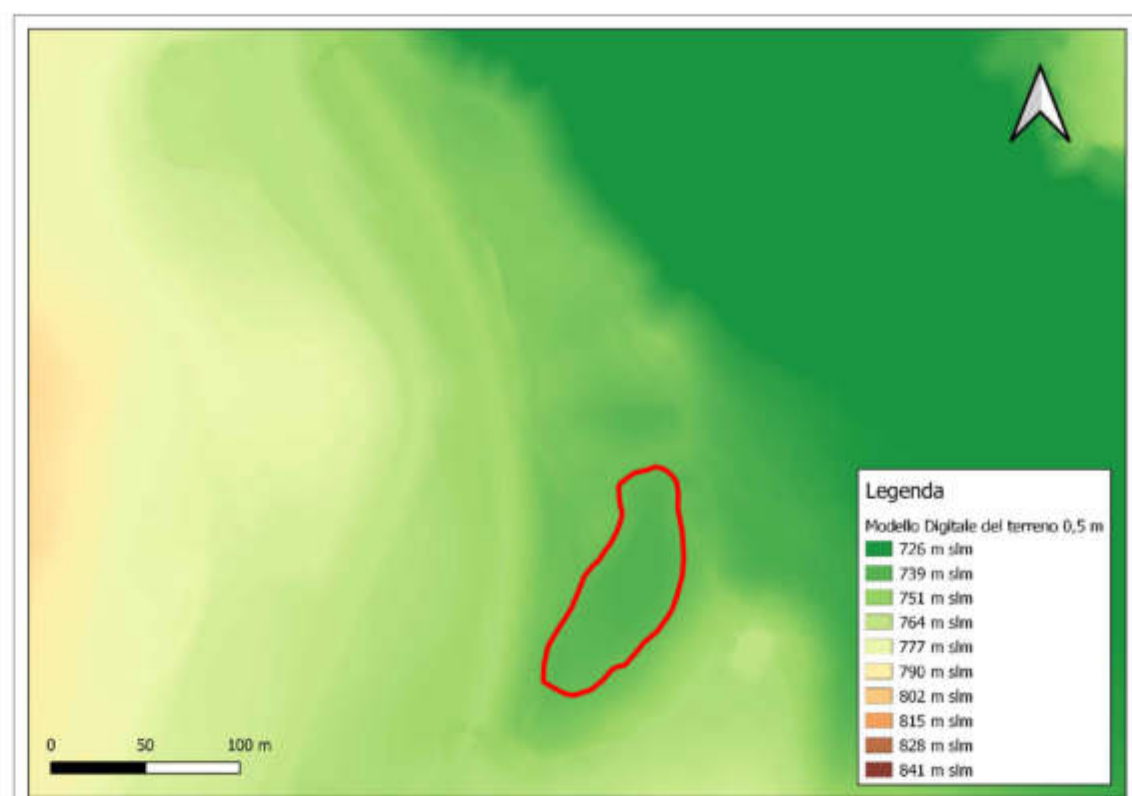 Legenda
Modello Digitale del terreno 0,5 m
726 m slm
739 m slm
751 m slm
764 m slm
777 m slm
790 m slm
802 m slm
815 m slm
828 m slm
841 m slm
0 50 100 m